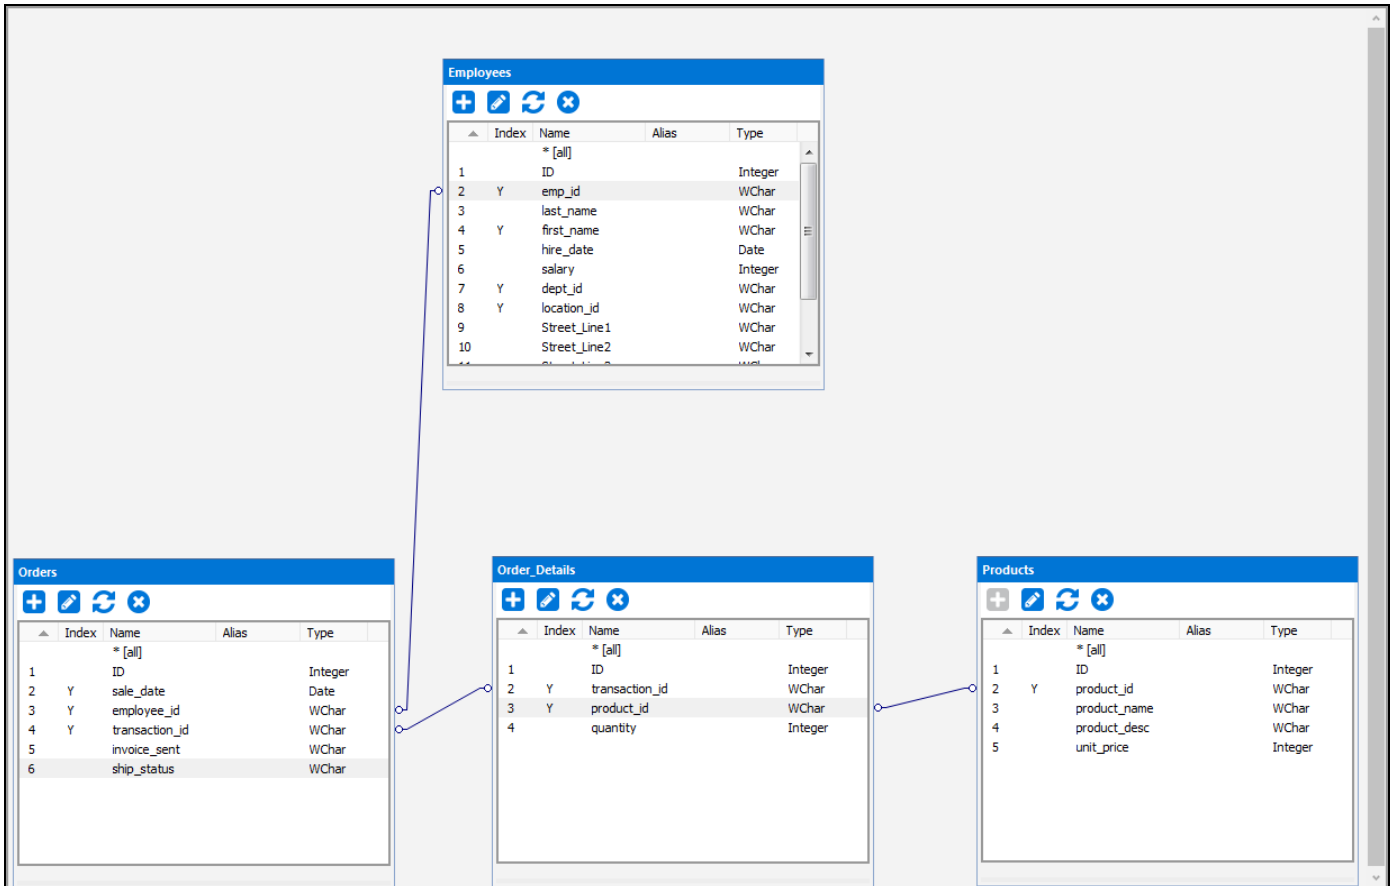 Employees
Index Name Alias Type
* [all]
1 ID Integer
2 Y emp_id WChar
3 last_name WChar
4 Y first_name WChar
5 hire_date Date
6 salary Integer
7 Y dept_id WChar
8 Y location_id WChar
9 Street_Line1 WChar
10 Street_Line2 WChar
Orders
Index Name Alias Type
* [all]
1 ID Integer
2 Y sale_date Date
3 Y employee_id WChar
4 Y transaction_id WChar
5 invoice_sent WChar
6 ship_status WChar
Order_Details
Index Name Alias Type
* [all]
1 ID Integer
2 Y transaction_id WChar
3 Y product_id WChar
4 quantity Integer
Products
Index Name Alias Type
* [all]
1 ID Integer
2 Y product_id WChar
3 product_name WChar
4 product_desc WChar
5 unit_price Integer